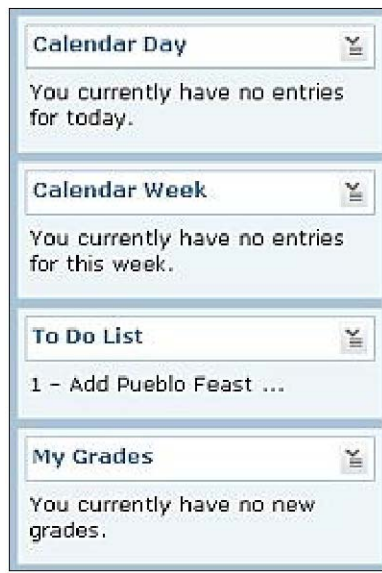 Calendar Day
You currently have no entries
for today.
Calendar Week
You currently have no entries
for this week.
To Do List
1 – Add Pueblo Feast ...
My Grades
You currently have no new
grades.